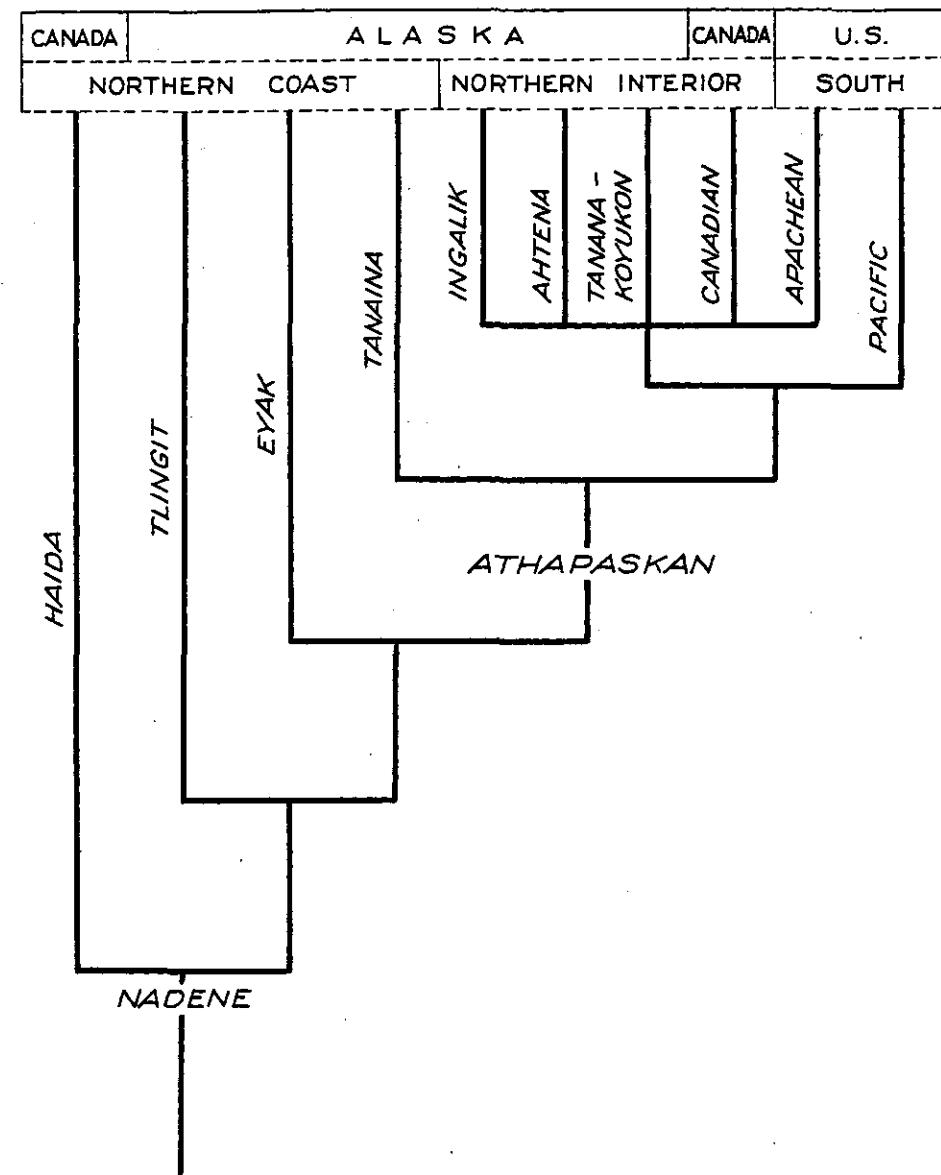 CANADA ALASKA CANADA U.S.
NORTHERN COAST NORTHERN INTERIOR SOUTH
HAIDA
TLINGIT
EYAK
TANAINA
INGALIK
AHTENA
TANANA-
KOYUKON
CANADIAN
APACHEAN
PACIFIC
ATHAPASKAN
NADENE